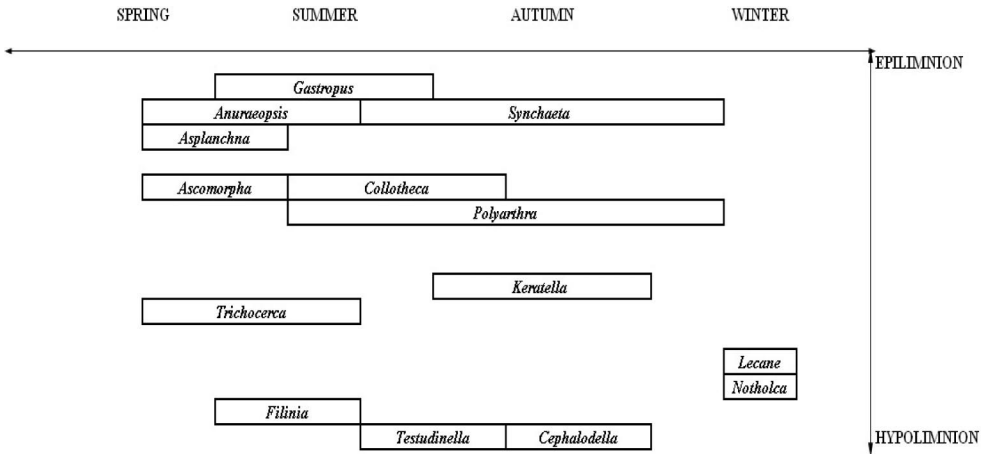 SPRING SUMMER AUTUMN WINTER
EPILIMNION
Gastropus
Anuraeopsis Synchaeta
Asplanchna
Ascomorpha Collotheca
Polyarthra
Keratella
Trichocerca
Lecane
Notholca
Filinia
Testudinella Cephalodella
HYPOLIMNION